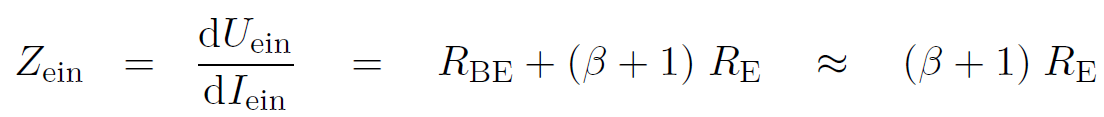 Z_ein = dU_ein/dI_ein = R_BE + (β + 1) R_E ≈ (β + 1) R_E